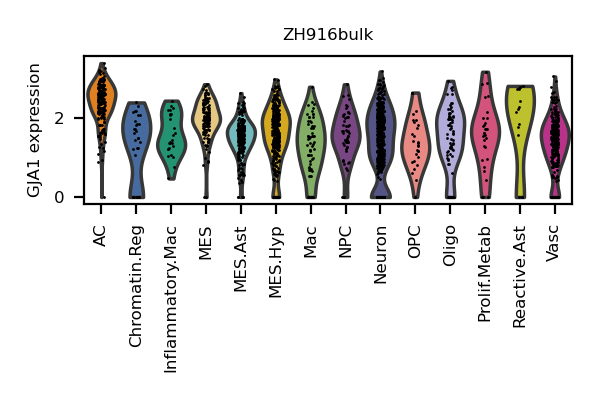 ZH916bulk
GJA1 expression
2
0
AC
Chromatin.Reg
Inflammatory.Mac
MES
MES.Ast
MES.Hyp
Mac
NPC
Neuron
OPC
Oligo
Prolif.Metab
Reactive.Ast
Vasc